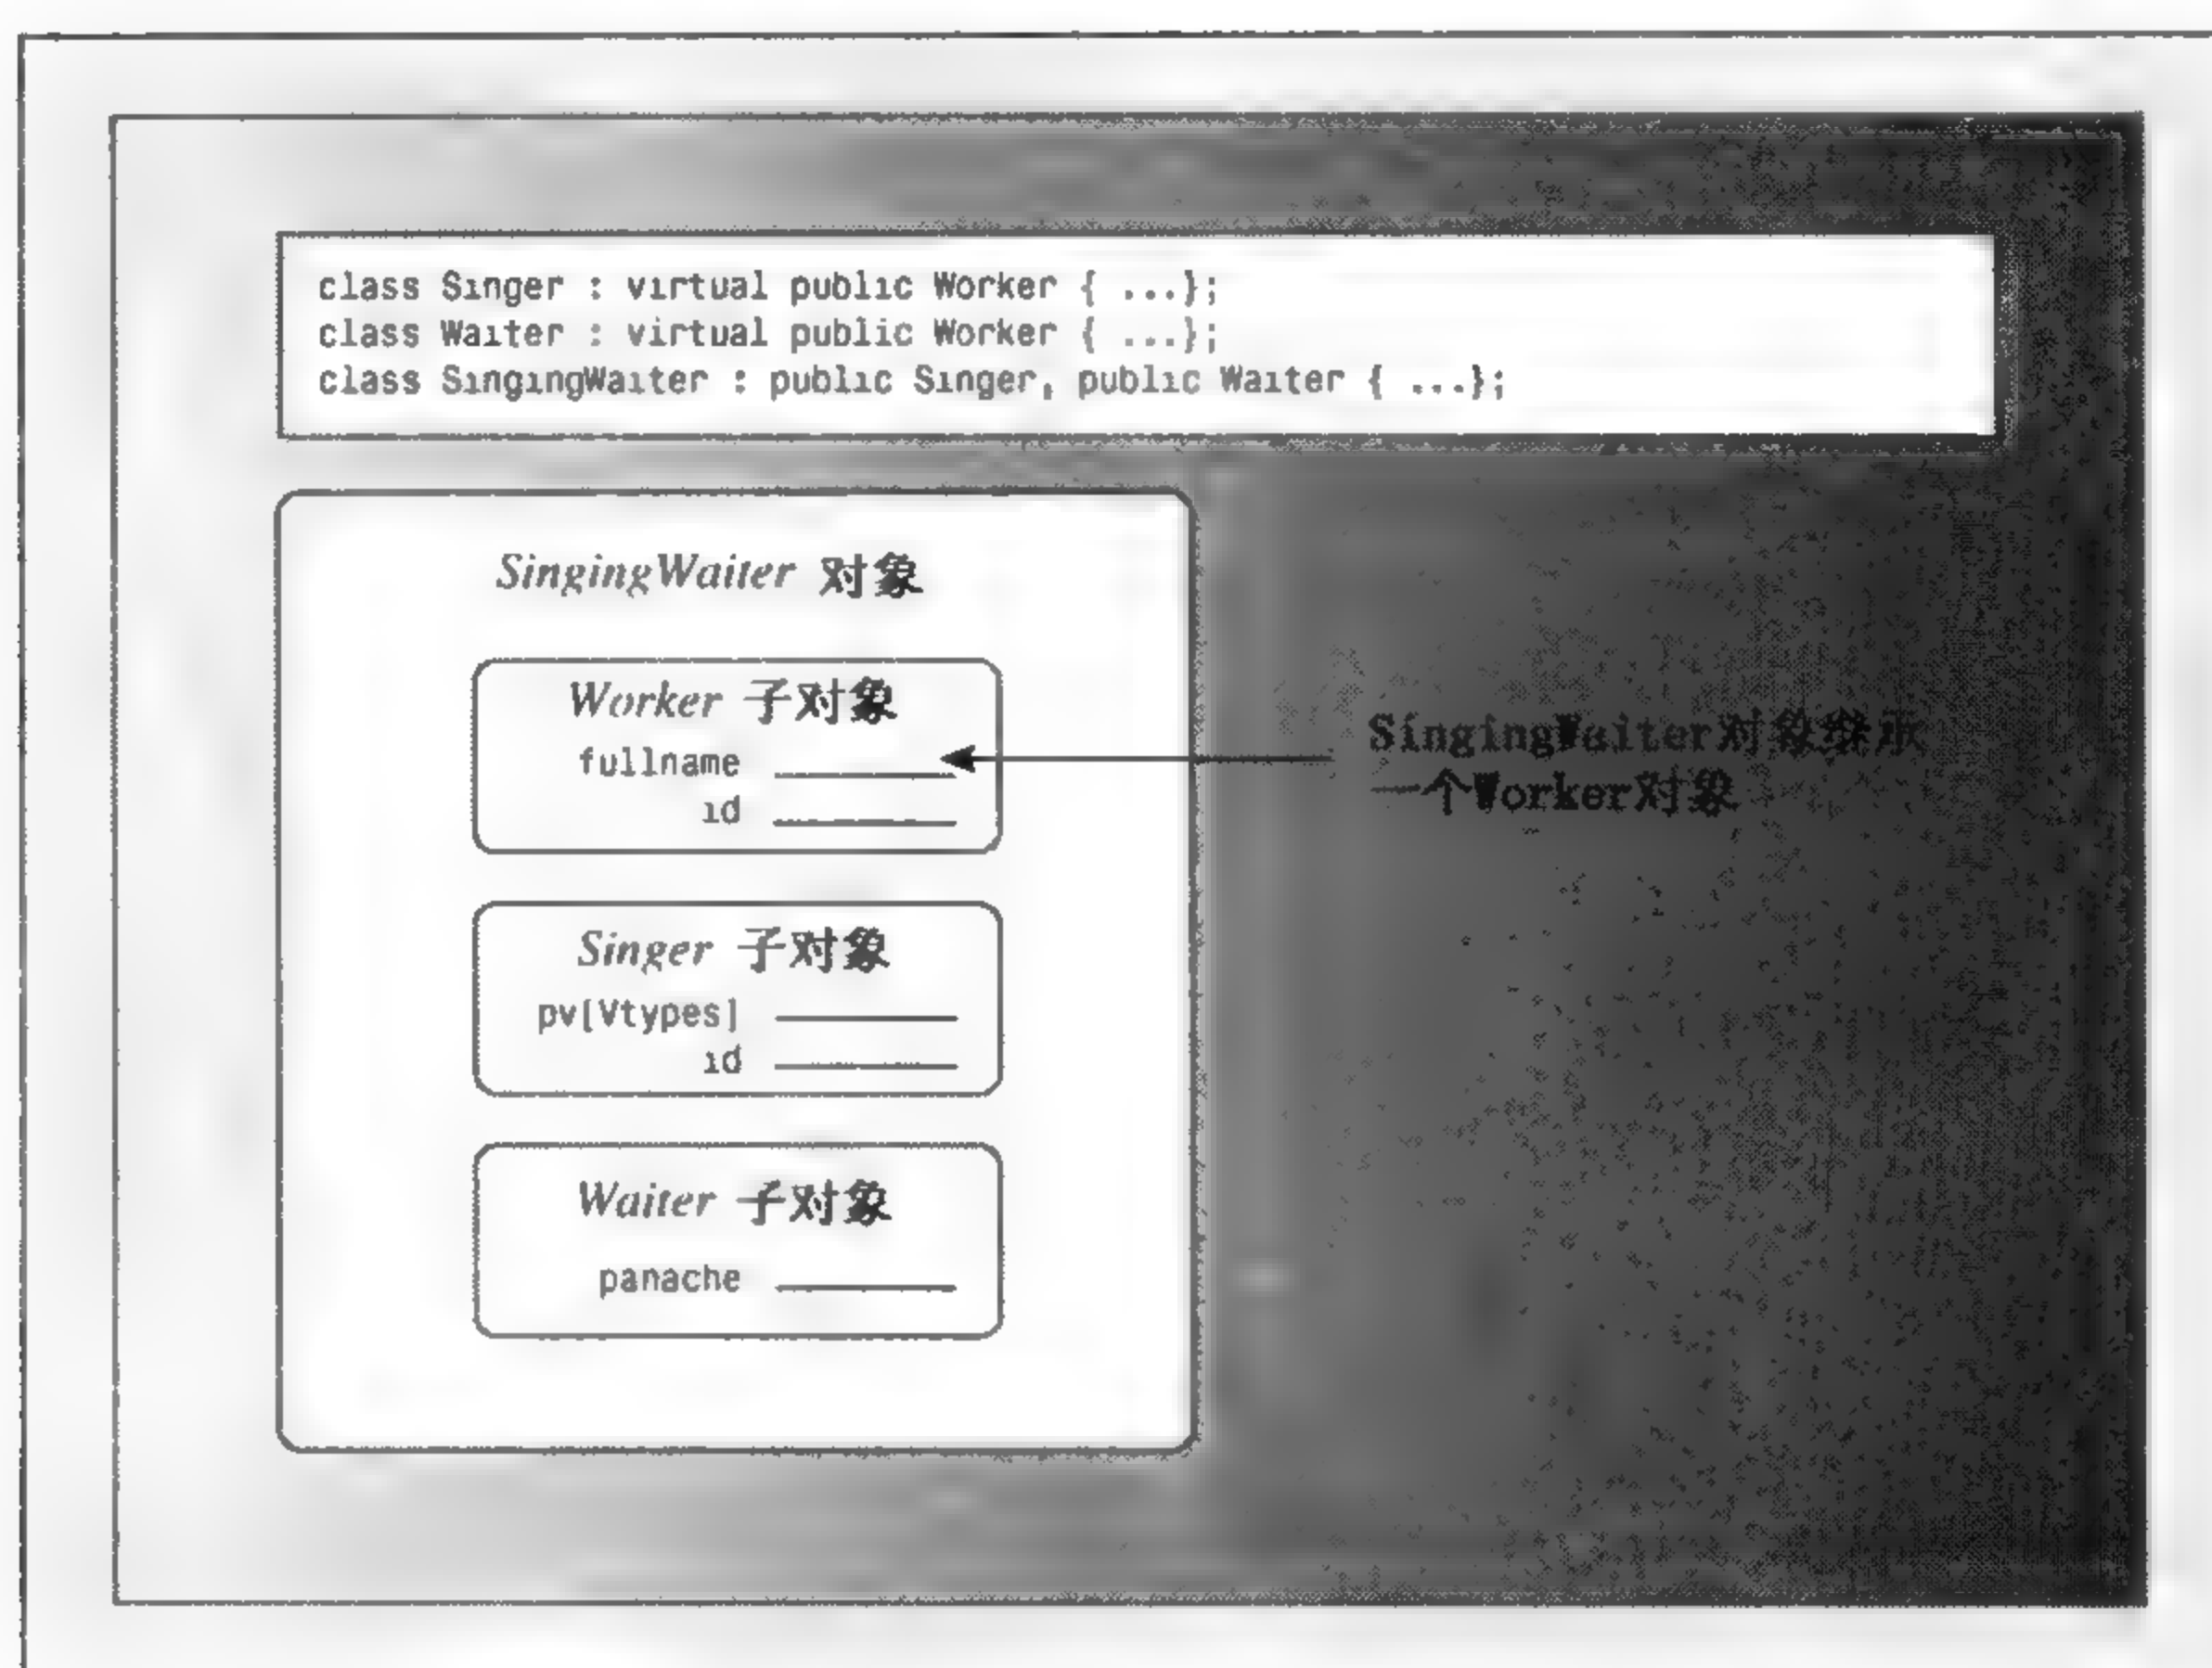 class Singer : virtual public Worker { ...};
class Waiter : virtual public Worker { ...};
class SingingWaiter : public Singer, public Waiter { ...};
SingingWaiter 对象
Worker 子对象
fullname
id
SingingWaiter对象继承
一个Worker对象
Singer 子对象
pv[Vtypes]
id
Waiter 子对象
panache